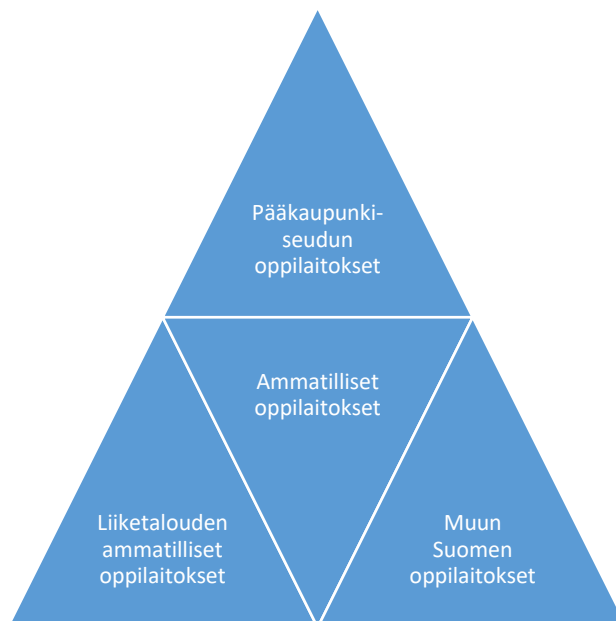 Pääkaupunki-
seudun
oppilaitokset
Ammatilliset
oppilaitokset
Liiketalouden
ammatilliset
oppilaitokset
Muun
Suomen
oppilaitokset